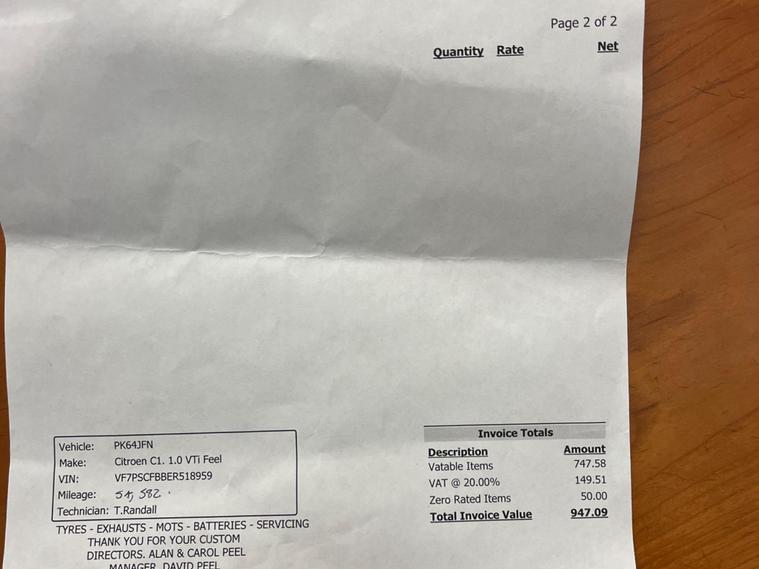 Page 2 of 2
Quantity Rate Net
Vehicle: PK64JFN
Make: Citroen C1. 1.0 VTi Feel
VIN: VF7PSCFBBER518959
Mileage: 54,582
Technician: T.Randall
TYRES - EXHAUSTS - MOTS - BATTERIES - SERVICING
THANK YOU FOR YOUR CUSTOM
DIRECTORS. ALAN & CAROL PEEL
MANAGER. DAVID PEEL
Invoice Totals
Description Amount
Vatable Items 747.58
VAT @ 20.00% 149.51
Zero Rated Items 50.00
Total Invoice Value 947.09